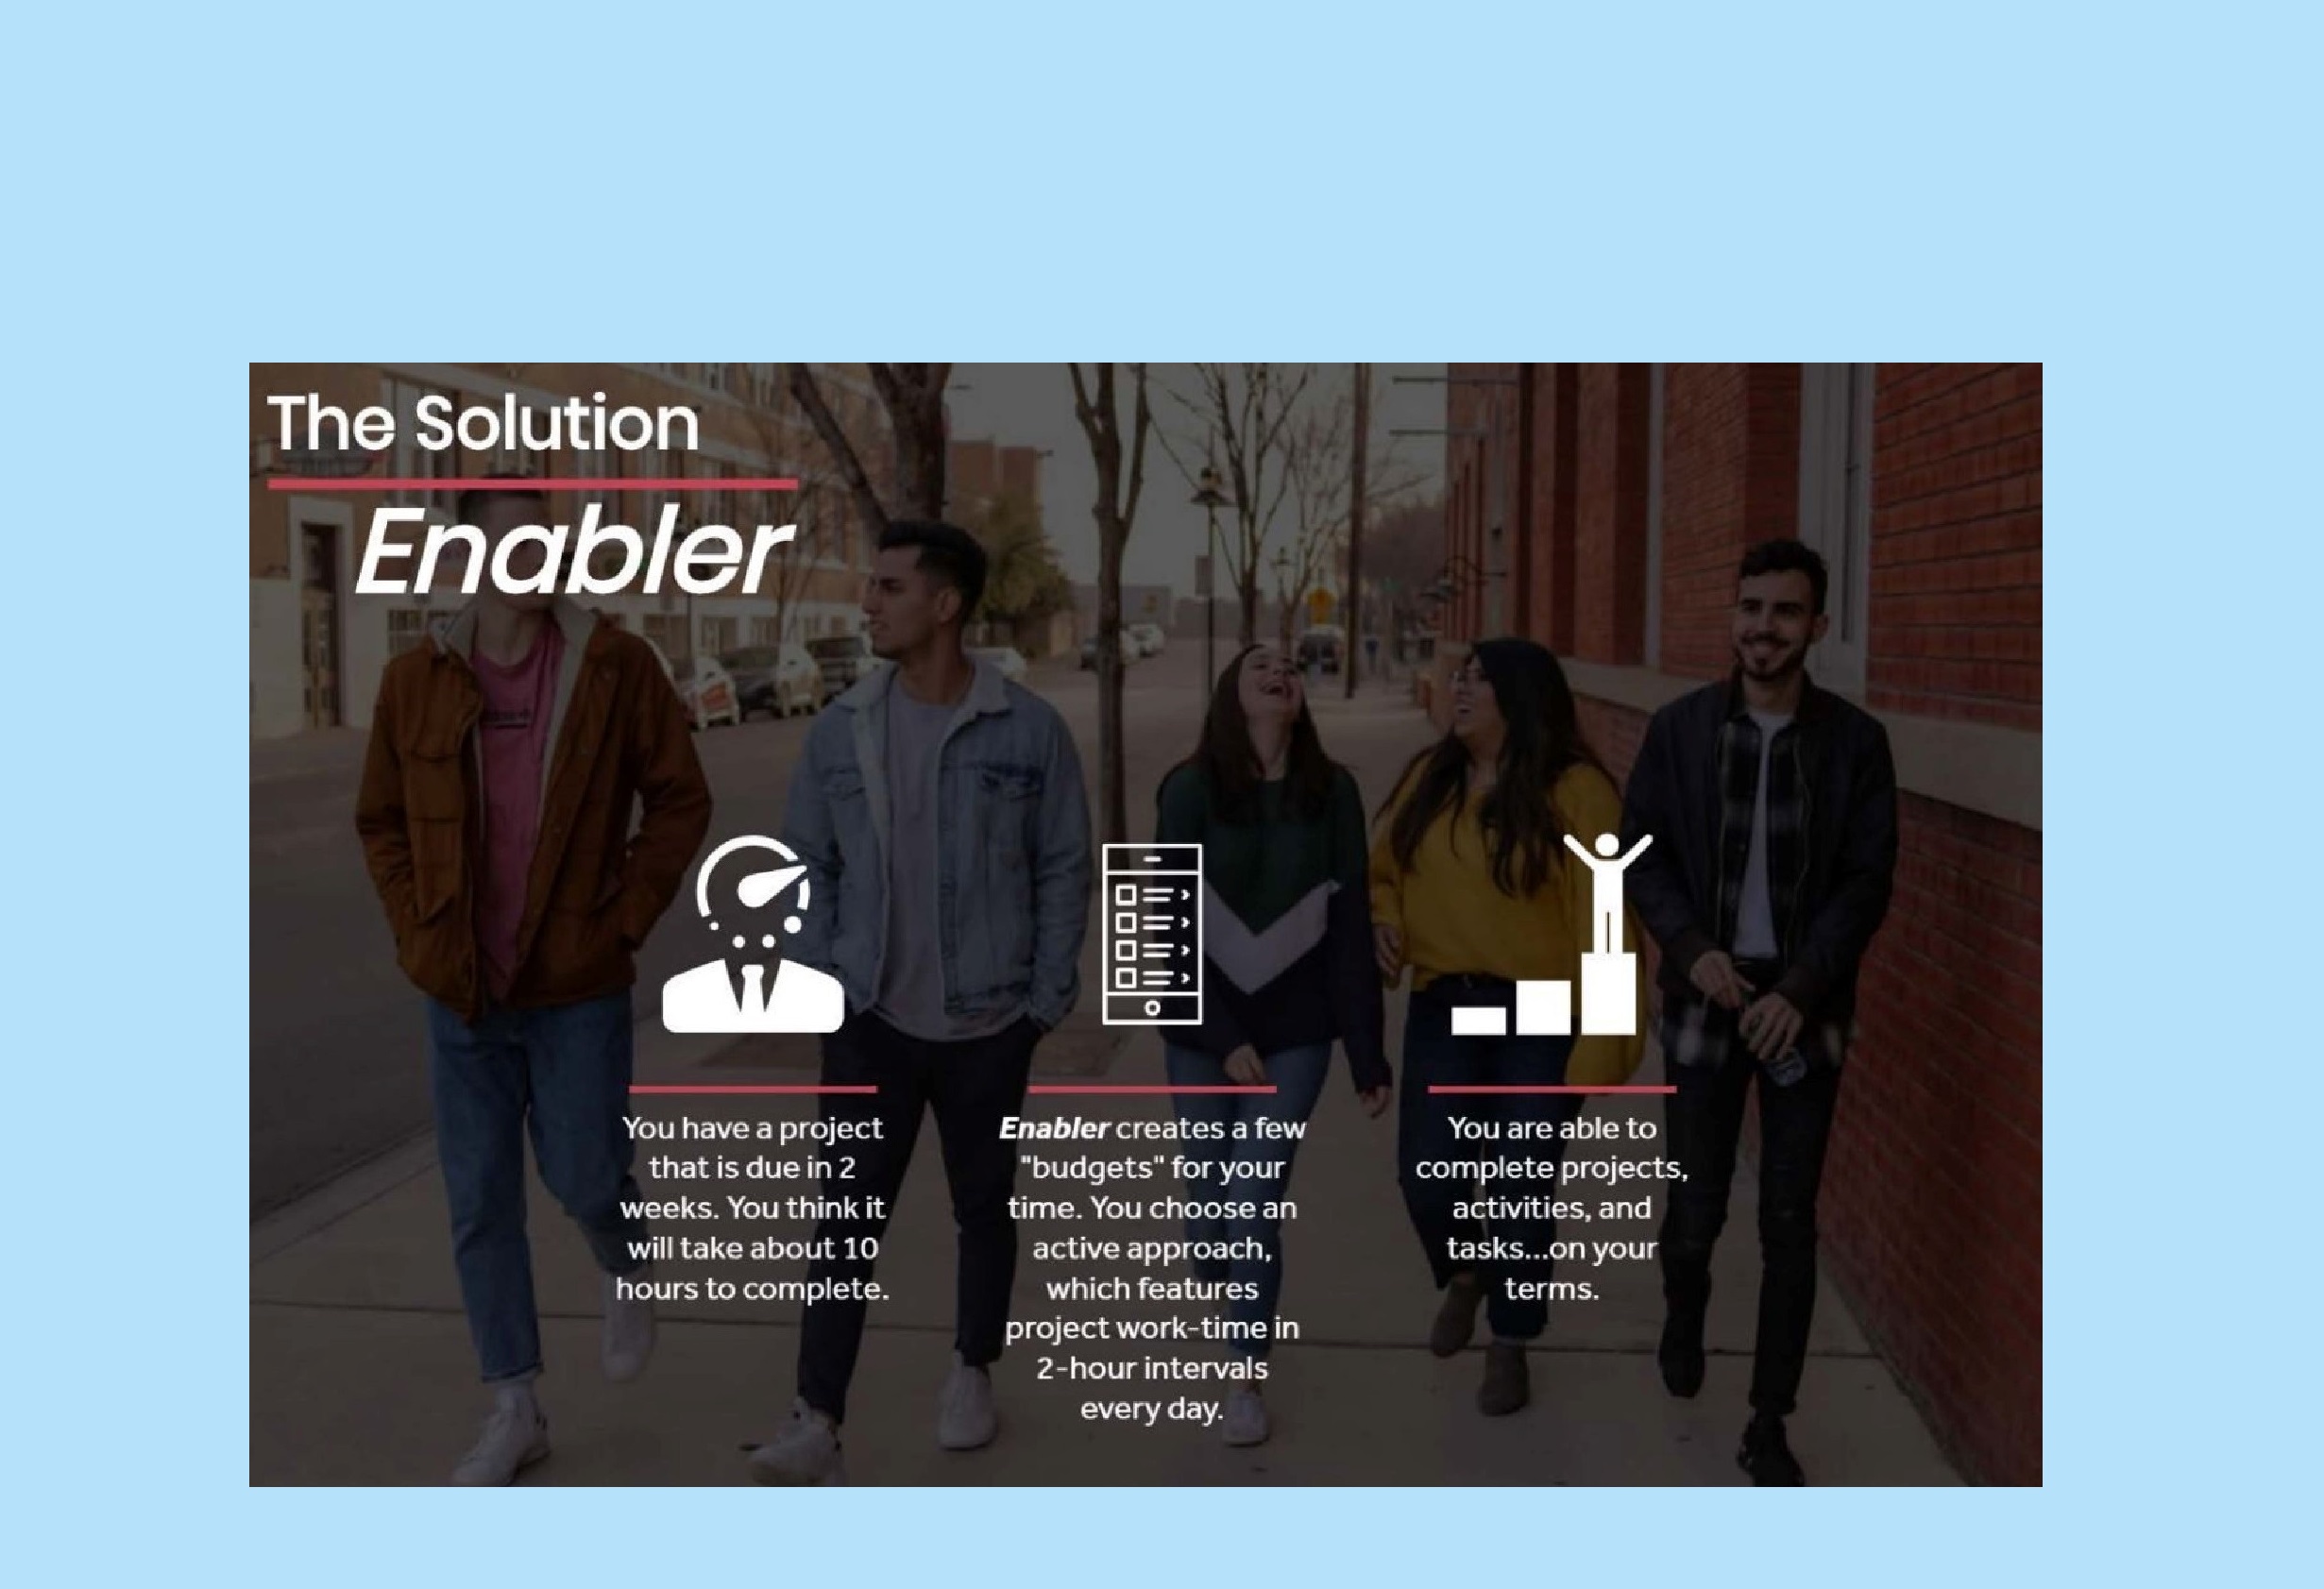 The Solution
Enabler
You have a project
that is due in 2
weeks. You think it
will take about 10
hours to complete.
Enabler creates a few
"budgets" for your
time. You choose an
active approach,
which features
project work-time in
2-hour intervals
every day.
You are able to
complete projects,
activities, and
tasks...on your
terms.